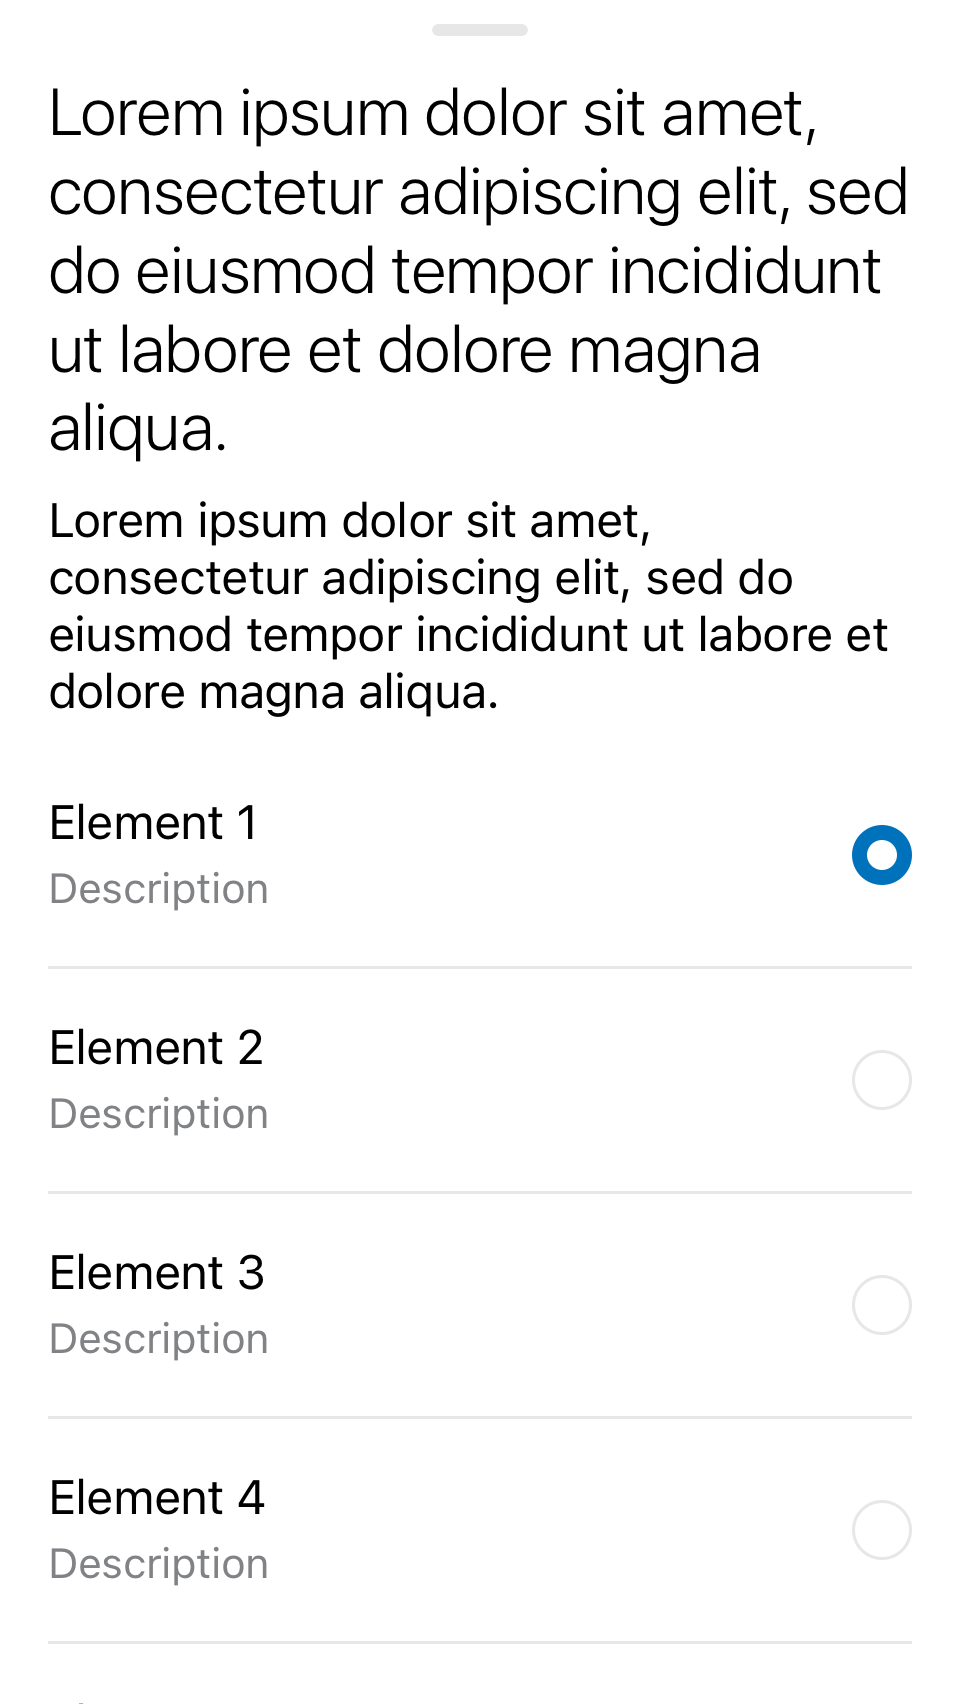 Lorem ipsum dolor sit amet,
consectetur adipiscing elit, sed
do eiusmod tempor incididunt
ut labore et dolore magna
aliqua.
Lorem ipsum dolor sit amet,
consectetur adipiscing elit, sed do
eiusmod tempor incididunt ut labore et
dolore magna aliqua.
Element 1
Description
Element 2
Description
Element 3
Description
Element 4
Description